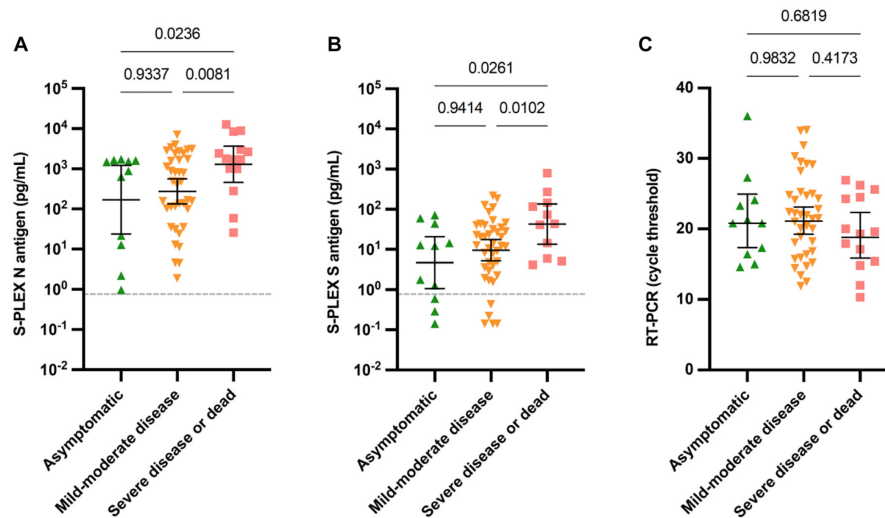 A
0.0236
0.9337 0.0081
S-PLEX N antigen (pg/mL)
10^5
10^4
10^3
10^2
10^1
10^0
10^-1
10^-2
Asymptomatic
Mild-moderate disease
Severe disease or dead
B
0.0261
0.9414 0.0102
S-PLEX S antigen (pg/mL)
10^5
10^4
10^3
10^2
10^1
10^0
10^-1
10^-2
Asymptomatic
Mild-moderate disease
Severe disease or dead
C
0.6819
0.9832 0.4173
RT-PCR (cycle threshold)
40
30
20
10
0
Asymptomatic
Mild-moderate disease
Severe disease or dead